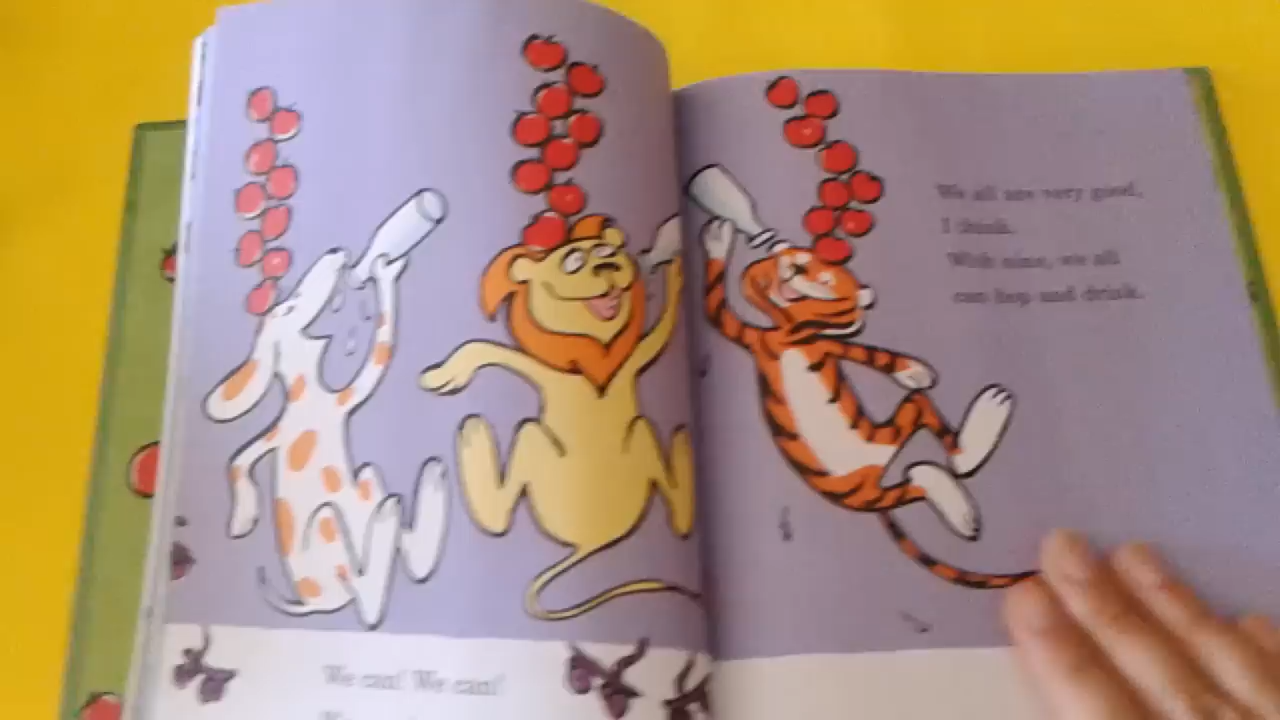 We can! We can!
We all are very good,
I think.
With nine, we all
can hop and drink.